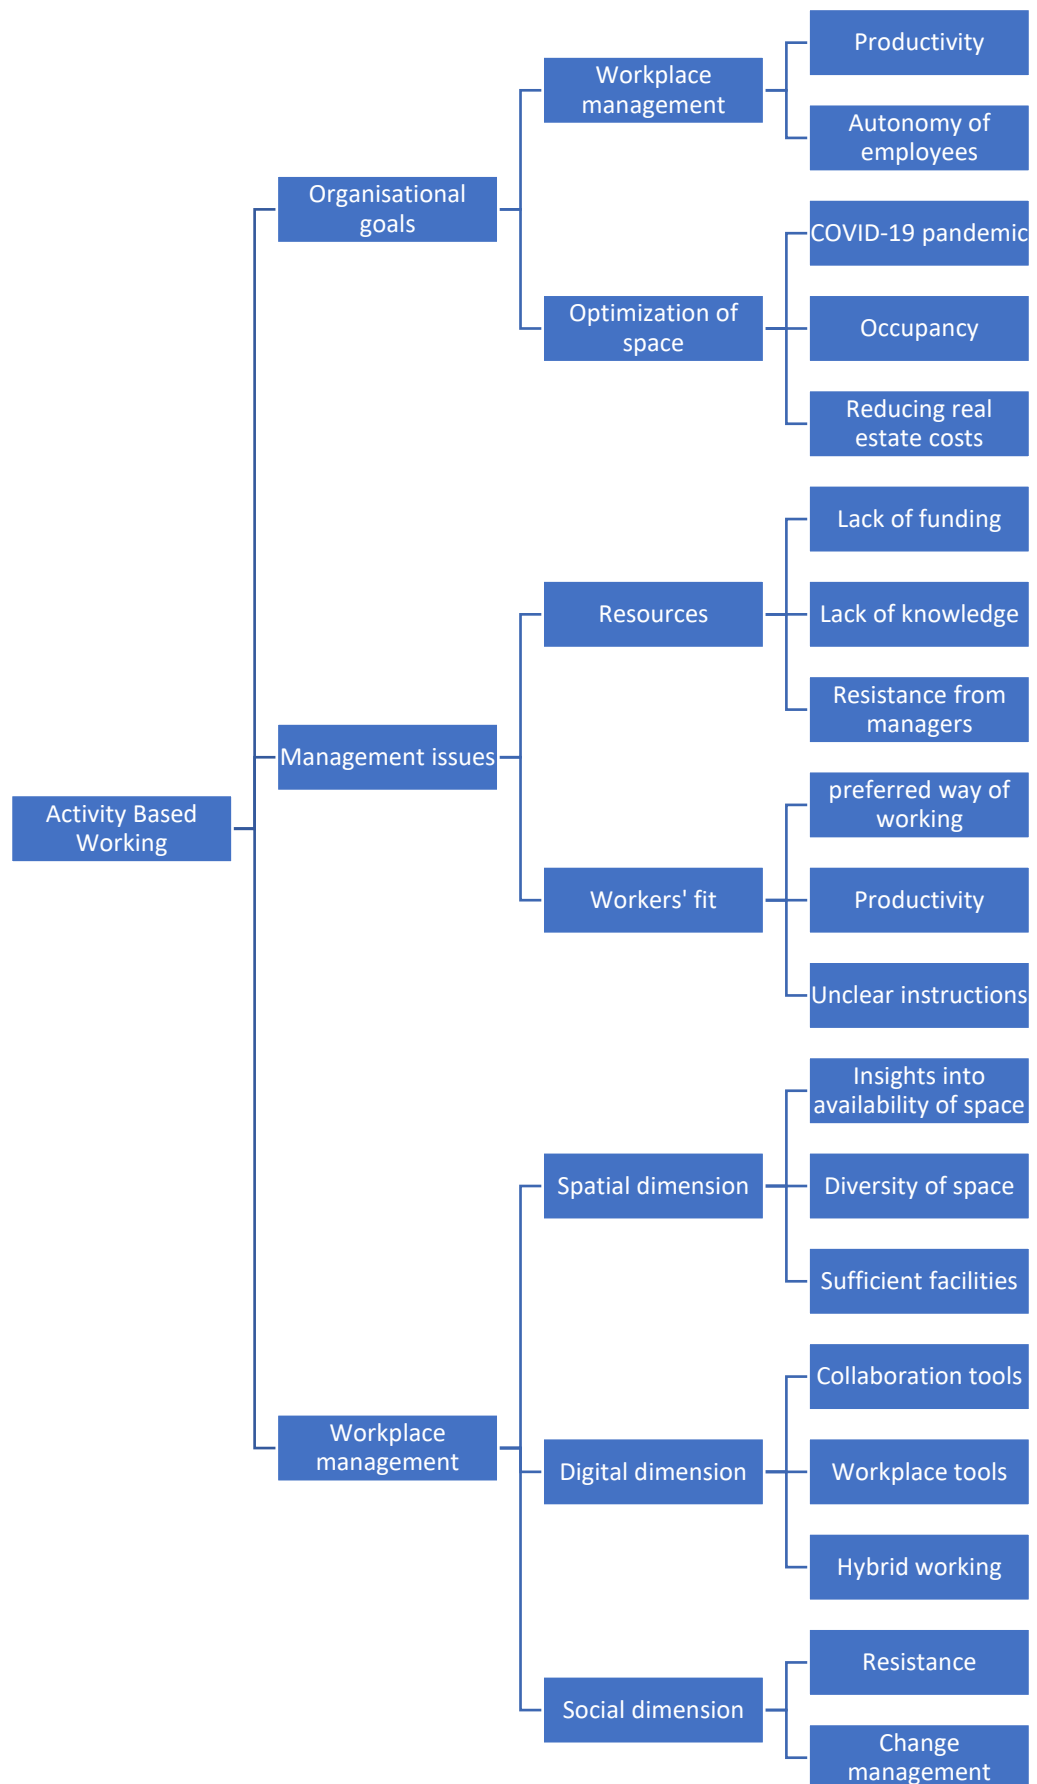 Productivity
Workplace
management
Autonomy of
employees
Organisational
goals
COVID-19 pandemic
Optimization of
space
Occupancy
Reducing real
estate costs
Lack of funding
Resources
Lack of knowledge
Resistance from
managers
Management issues
preferred way of
working
Activity Based
Working
Workers' fit
Productivity
Unclear instructions
Insights into
availability of space
Spatial dimension
Diversity of space
Sufficient facilities
Collaboration tools
Workplace
management
Digital dimension
Workplace tools
Hybrid working
Resistance
Social dimension
Change
management